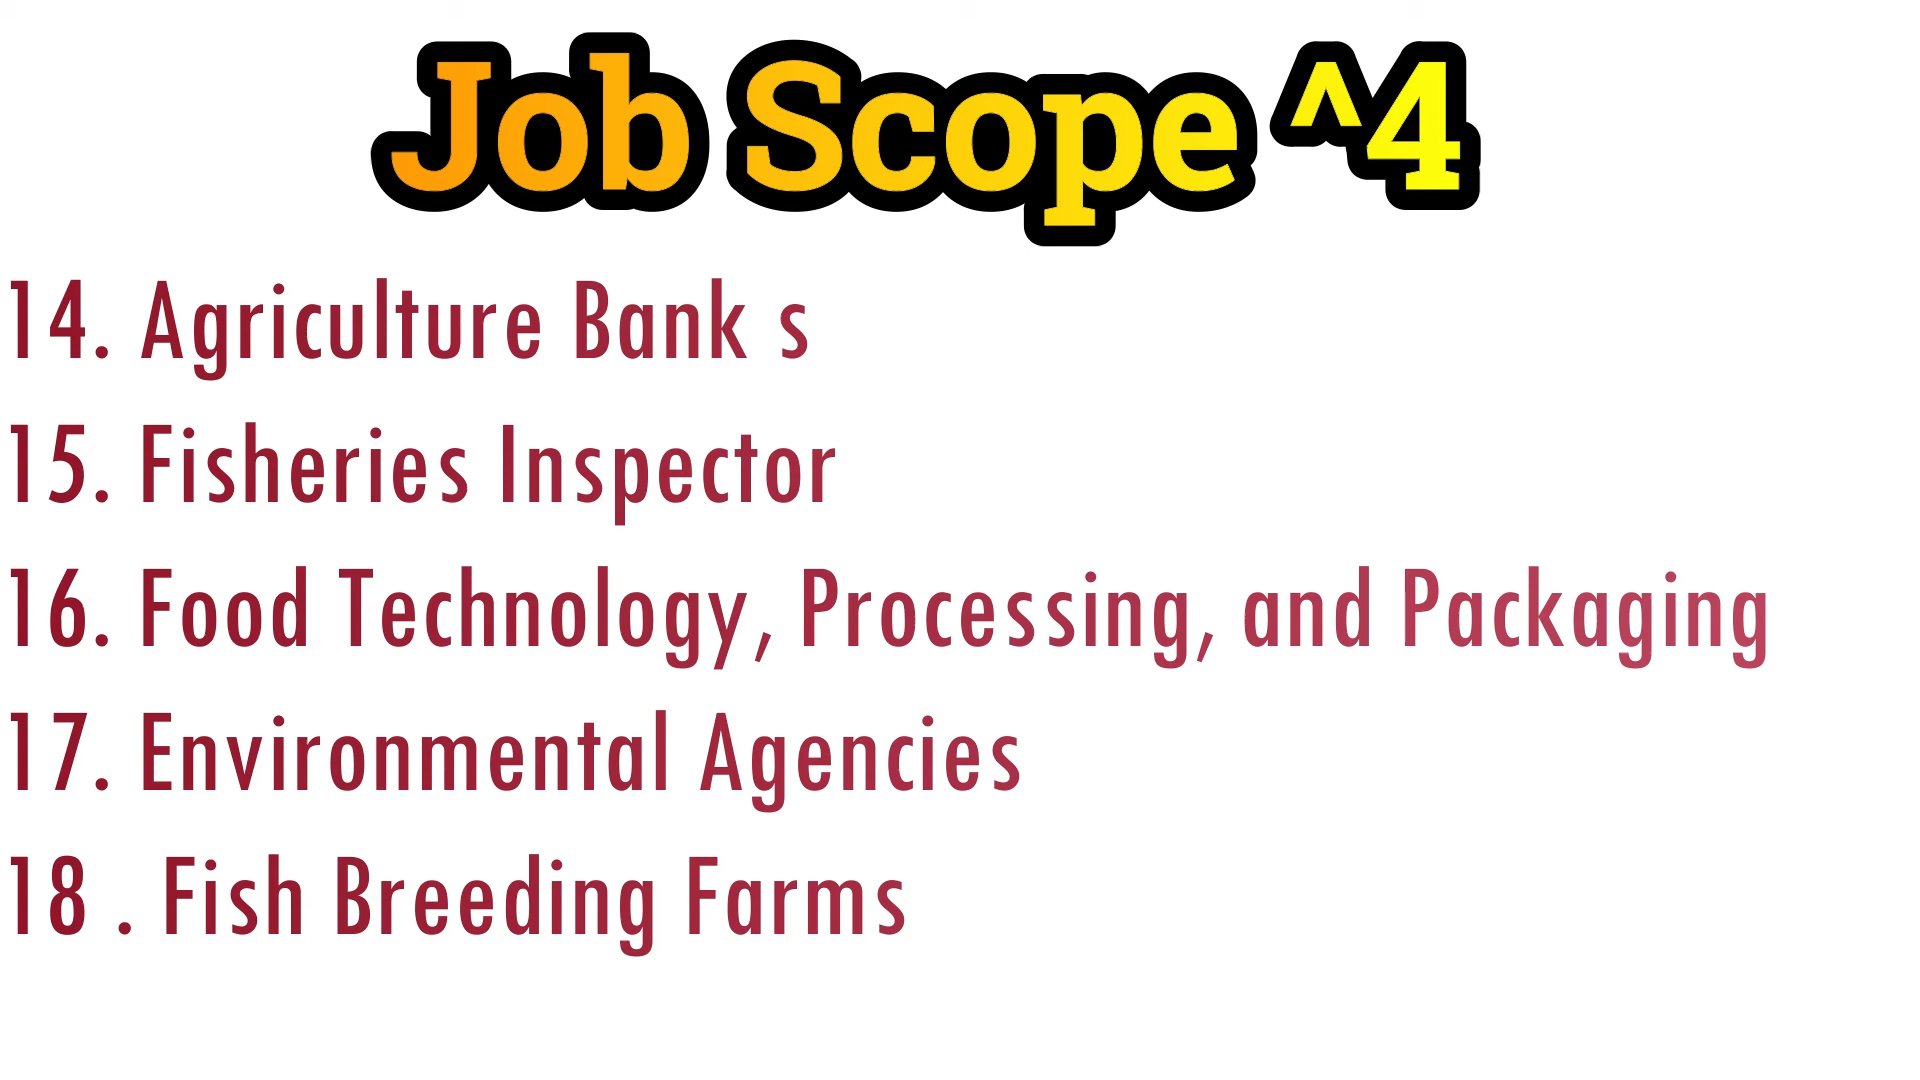 Job Scope ^4
14. Agriculture Bank s
15. Fisheries Inspector
16. Food Technology, Processing, and Packaging
17. Environmental Agencies
18 . Fish Breeding Farms